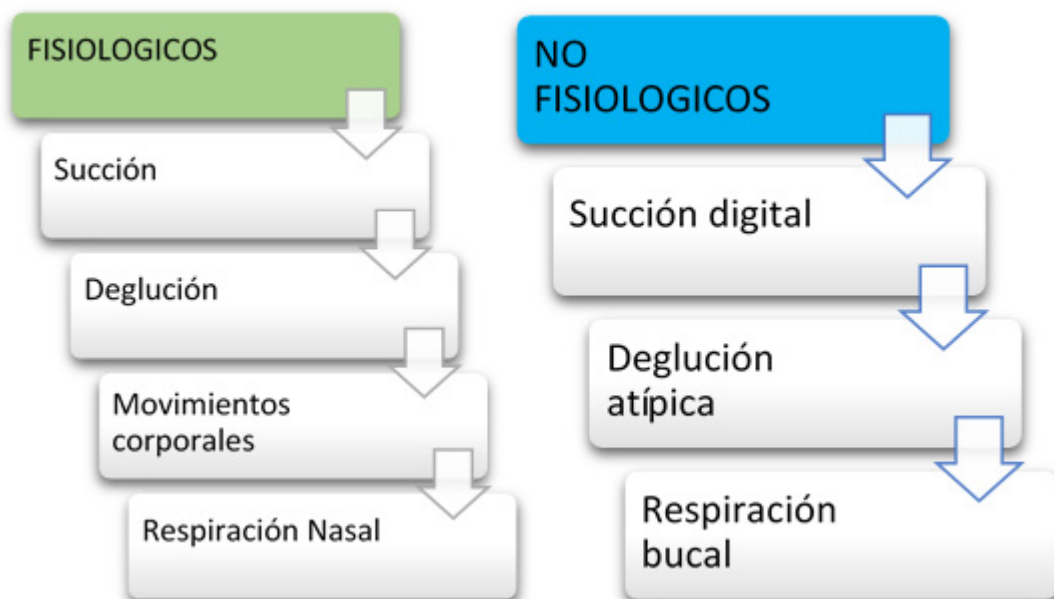 FISIOLOGICOS
Succión
Deglución
Movimientos
corporales
Respiración Nasal
NO
FISIOLOGICOS
Succión digital
Deglución
atípica
Respiración
bucal